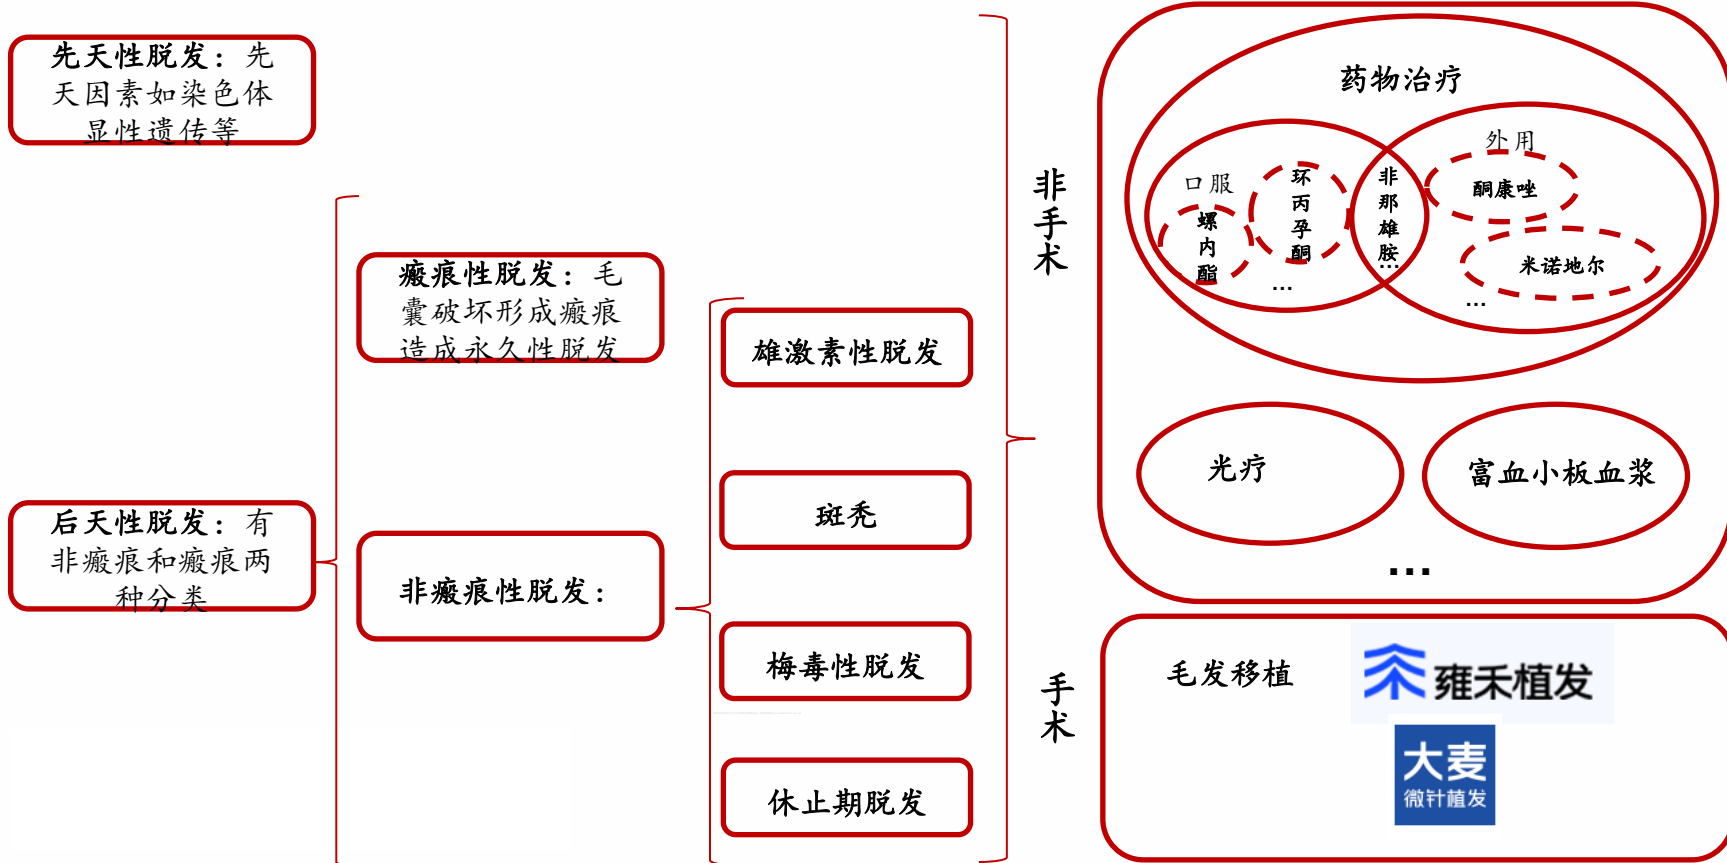 先天性脱发：先
天因素如染色体
显性遗传等
后天性脱发：有
非瘢痕和瘢痕两
种分类
瘢痕性脱发：毛
囊破坏形成瘢痕
造成永久性脱发
非瘢痕性脱发：
雄激素性脱发
斑秃
梅毒性脱发
休止期脱发
非
手
术
药物治疗
口服
螺
内
酯
环
丙
孕
酮
...
非
那
雄
胺
...
外用
酮康唑
米诺地尔
...
光疗
富血小板血浆
...
手
术
毛发移植
雍禾植发
大麦
微针植发